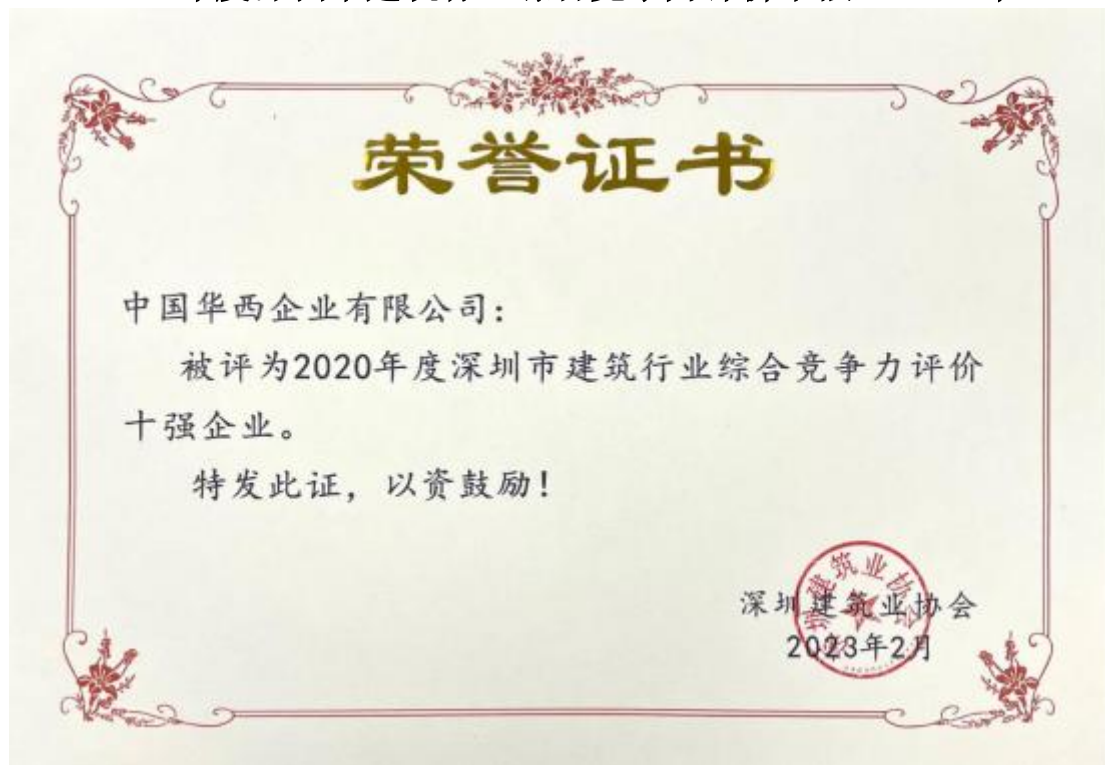 荣誉证书
中国华西企业有限公司：
被评为2020年度深圳市建筑行业综合竞争力评价
十强企业。
特发此证，以资鼓励！
深圳建筑业协会
2023年2月